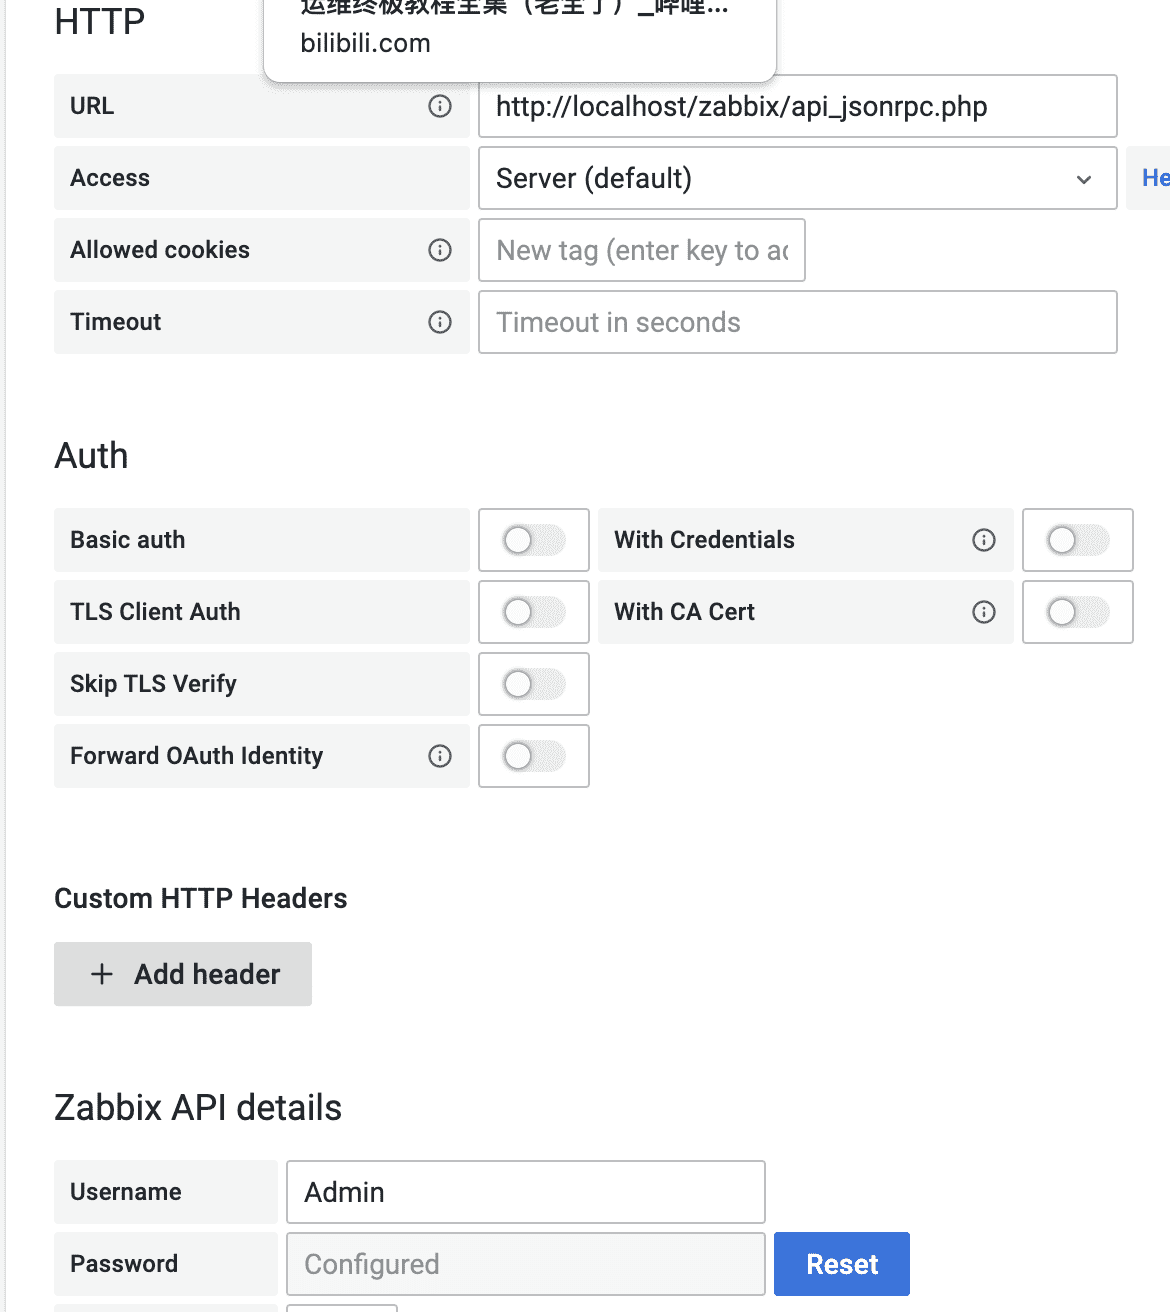 HTTP
运维终极教程全集（老全了）_哔哩...
bilibili.com
URL
http://localhost/zabbix/api_jsonrpc.php
Access
Server (default)
He
Allowed cookies
New tag (enter key to ad
Timeout
Timeout in seconds
Auth
Basic auth
With Credentials
TLS Client Auth
With CA Cert
Skip TLS Verify
Forward OAuth Identity
Custom HTTP Headers
+ Add header
Zabbix API details
Username
Admin
Password
Configured
Reset